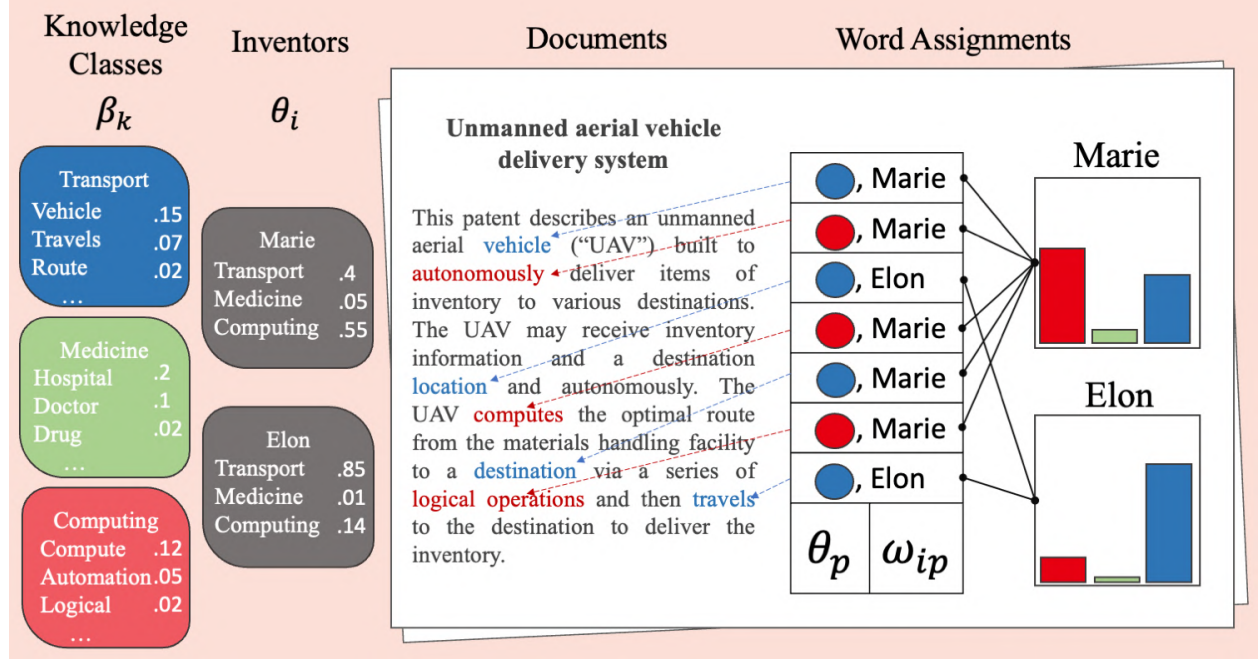 Knowledge
Classes
β_k
Transport
Vehicle .15
Travels .07
Route .02
...
Medicine
Hospital .2
Doctor .1
Drug .02
...
Computing
Compute .12
Automation .05
Logical .02
...
Inventors
θ_i
Marie
Transport .4
Medicine .05
Computing .55
Elon
Transport .85
Medicine .01
Computing .14
Documents
Unmanned aerial vehicle
delivery system
This patent describes an unmanned
aerial vehicle (“UAV”) built to
autonomously deliver items of
inventory to various destinations.
The UAV may receive inventory
information and a destination
location and autonomously. The
UAV computes the optimal route
from the materials handling facility
to a destination via a series of
logical operations and then travels
to the destination to deliver the
inventory.
Word Assignments
, Marie
, Marie
, Elon
, Marie
, Marie
, Marie
, Elon
θ_p ω_ip
Marie
Elon